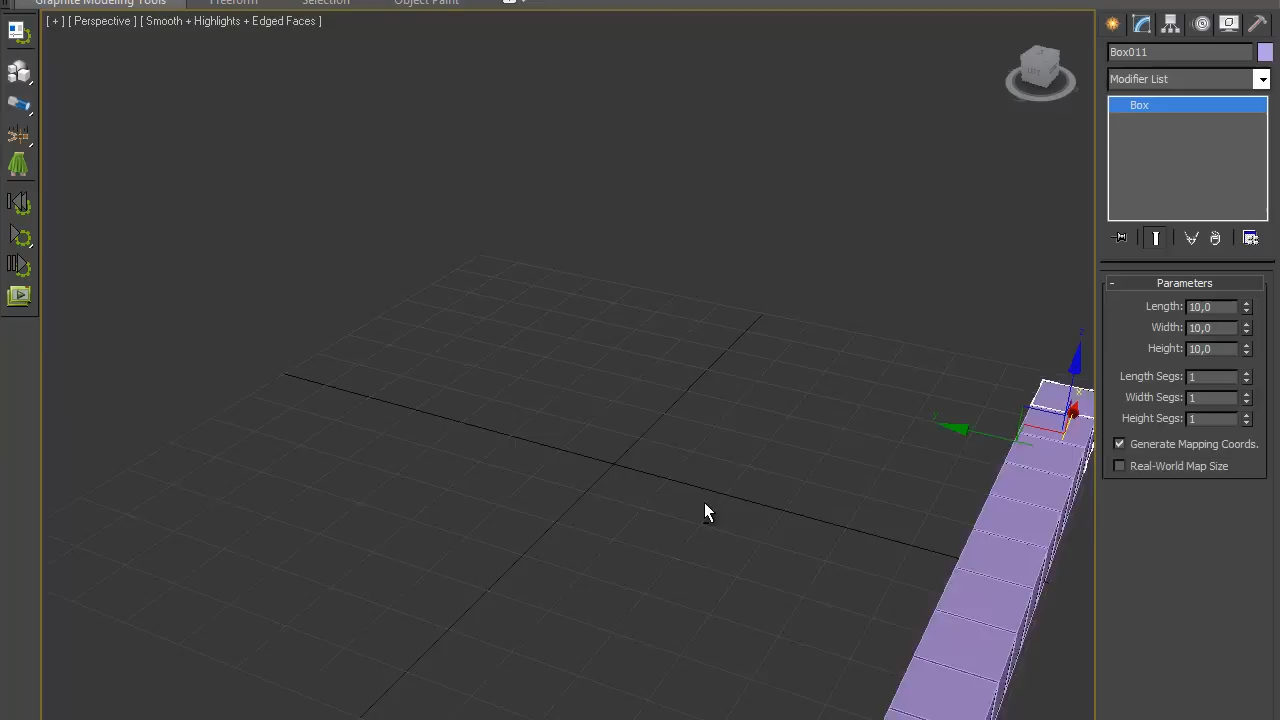 Graphite Modeling Tools Freeform Selection Object Paint
[ + ] [ Perspective ] [ Smooth + Highlights + Edged Faces ]
Box011
Modifier List
Box
- Parameters
Length: 10,0
Width: 10,0
Height: 10,0
Length Segs: 1
Width Segs: 1
Height Segs: 1
Generate Mapping Coords.
Real-World Map Size
z
y
x